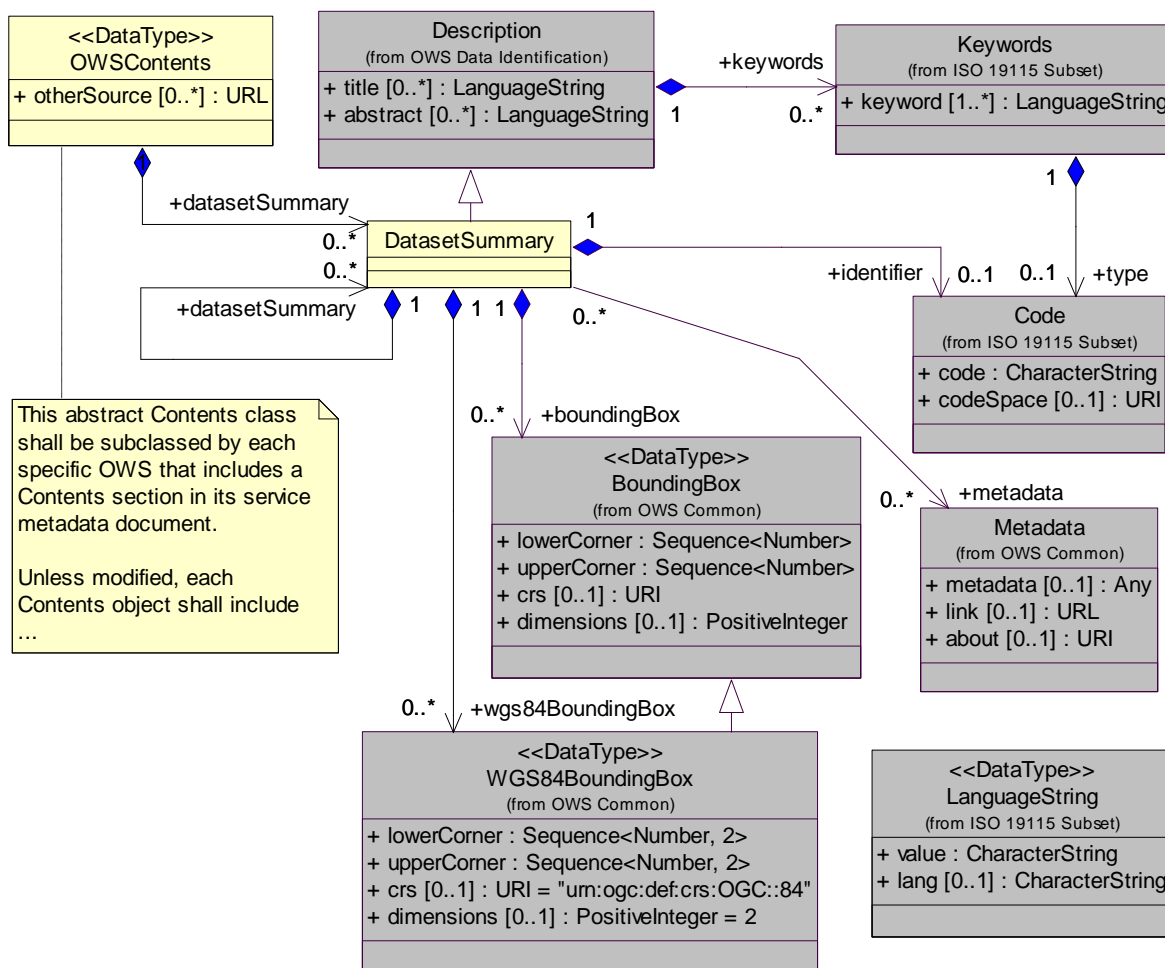 <<DataType>>
OWSContents
+ otherSource [0..*] : URL
1
+datasetSummary
0..*
Description
(from OWS Data Identification)
+ title [0..*] : LanguageString
+ abstract [0..*] : LanguageString
1
+keywords
0..*
Keywords
(from ISO 19115 Subset)
+ keyword [1..*] : LanguageString
1
0..1
+type
DatasetSummary
1
+identifier
0..1
0..*
+datasetSummary
1
1
1
0..*
Code
(from ISO 19115 Subset)
+ code : CharacterString
+ codeSpace [0..1] : URI
This abstract Contents class
shall be subclassed by each
specific OWS that includes a
Contents section in its service
metadata document.
Unless modified, each
Contents object shall include
...
0..*
+boundingBox
<<DataType>>
BoundingBox
(from OWS Common)
+ lowerCorner : Sequence<Number>
+ upperCorner : Sequence<Number>
+ crs [0..1] : URI
+ dimensions [0..1] : PositiveInteger
0..*
+metadata
Metadata
(from OWS Common)
+ metadata [0..1] : Any
+ link [0..1] : URL
+ about [0..1] : URI
0..*
+wgs84BoundingBox
<<DataType>>
WGS84BoundingBox
(from OWS Common)
+ lowerCorner : Sequence<Number, 2>
+ upperCorner : Sequence<Number, 2>
+ crs [0..1] : URI = "urn:ogc:def:crs:OGC::84"
+ dimensions [0..1] : PositiveInteger = 2
<<DataType>>
LanguageString
(from ISO 19115 Subset)
+ value : CharacterString
+ lang [0..1] : CharacterString